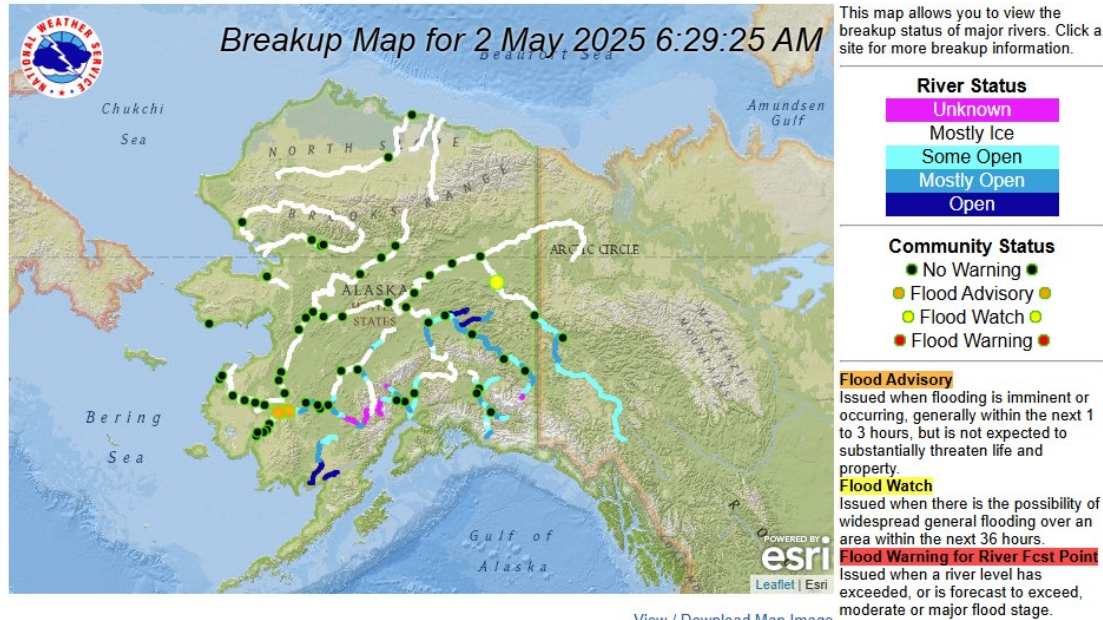 NATIONAL WEATHER SERVICE
Breakup Map for 2 May 2025 6:29:25 AM
Beaufort Sea
Chukchi
Sea
Amundsen
Gulf
NORTH SLOPE
BROOKS RANGE
ARCTIC CIRCLE
ALASKA
STATES
MACKENZIE
MOUNTAINS
Bering
Sea
Gulf of
Alaska
R O
POWERED BY
esri
Leaflet | Esri
View / Download Map Image
This map allows you to view the
breakup status of major rivers. Click a
site for more breakup information.
River Status
Unknown
Mostly Ice
Some Open
Mostly Open
Open
Community Status
No Warning
Flood Advisory
Flood Watch
Flood Warning
Flood Advisory
Issued when flooding is imminent or
occurring, generally within the next 1
to 3 hours, but is not expected to
substantially threaten life and
property.
Flood Watch
Issued when there is the possibility of
widespread general flooding over an
area within the next 36 hours.
Flood Warning for River Fcst Point
Issued when a river level has
exceeded, or is forecast to exceed,
moderate or major flood stage.